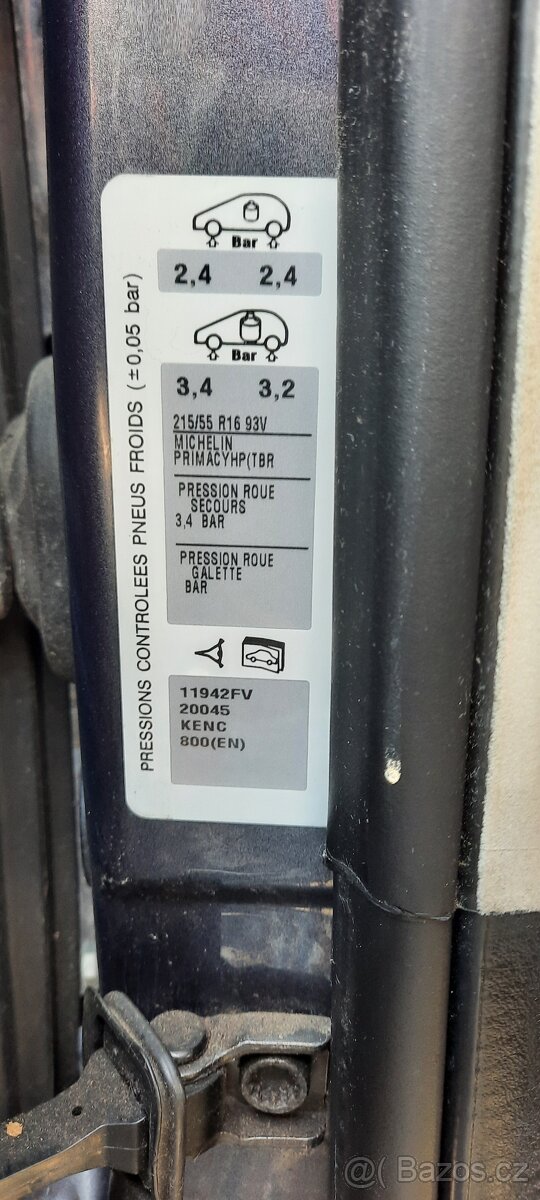 PRESSIONS CONTROLEES PNEUS FROIDS (±0,05 bar)
Bar
2,4 2,4
Bar
3,4 3,2
215/55 R16 93V
MICHELIN
PRIMACYHP(TBR
PRESSION ROUE
SECOURS
3,4 BAR
PRESSION ROUE
GALETTE
BAR
11942FV
20045
KENC
800(EN)
@ Bazos.cz